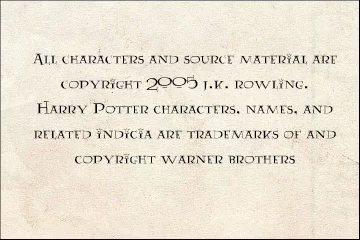 All characters and source material are
copyright 2005 J.K. Rowling.
Harry Potter characters, names, and
related indicia are trademarks of and
copyright Warner Brothers